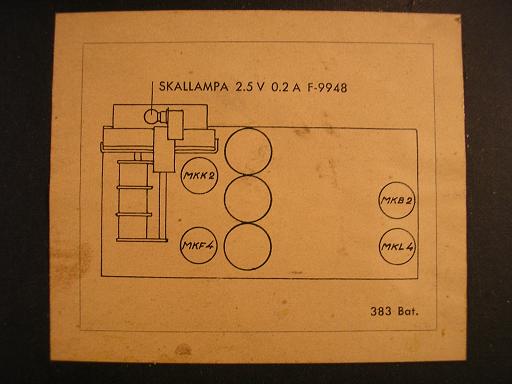 SKALLAMPA 2.5 V 0.2 A F-9948
MKK2
MKB2
MKF4
MKL4
383 Bat.